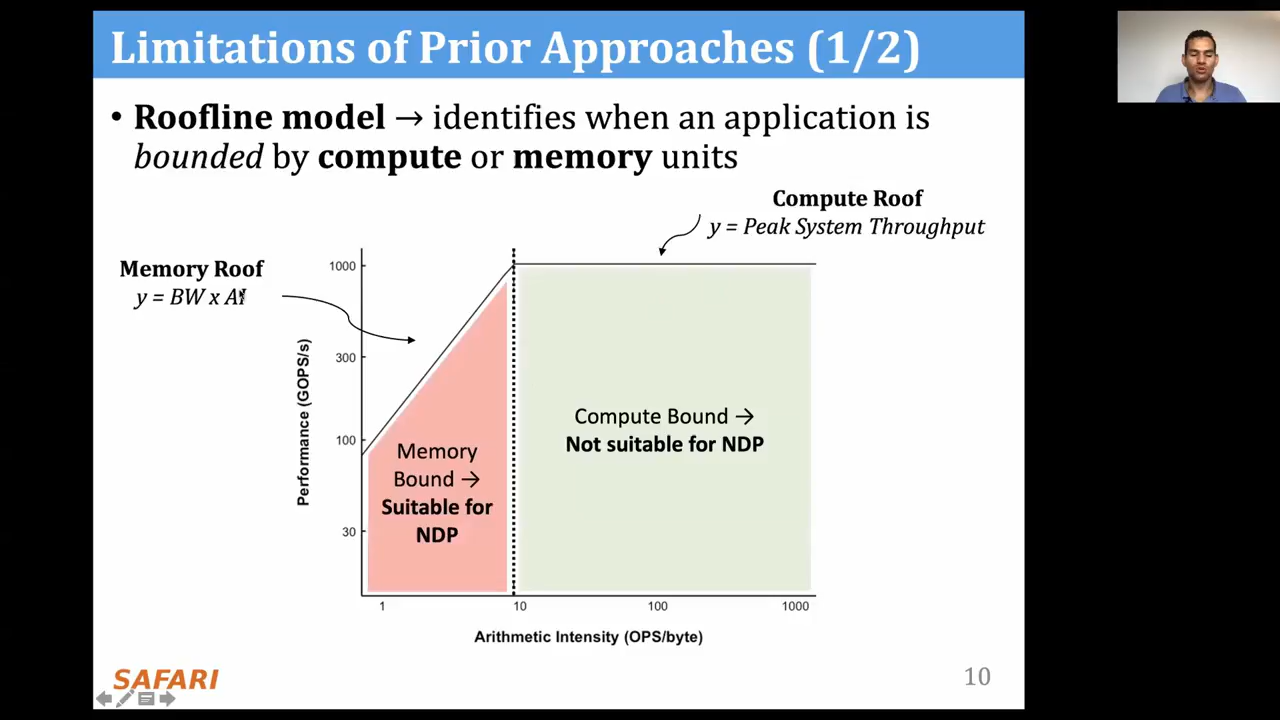 Limitations of Prior Approaches (1/2)
• Roofline model → identifies when an application is
bounded by compute or memory units
Compute Roof
y = Peak System Throughput
Memory Roof
y = BW x AI
1000
300
100
30
Performance (GOPS/s)
Memory
Bound →
Suitable for
NDP
Compute Bound →
Not suitable for NDP
1 10 100 1000
Arithmetic Intensity (OPS/byte)
SAFARI
10